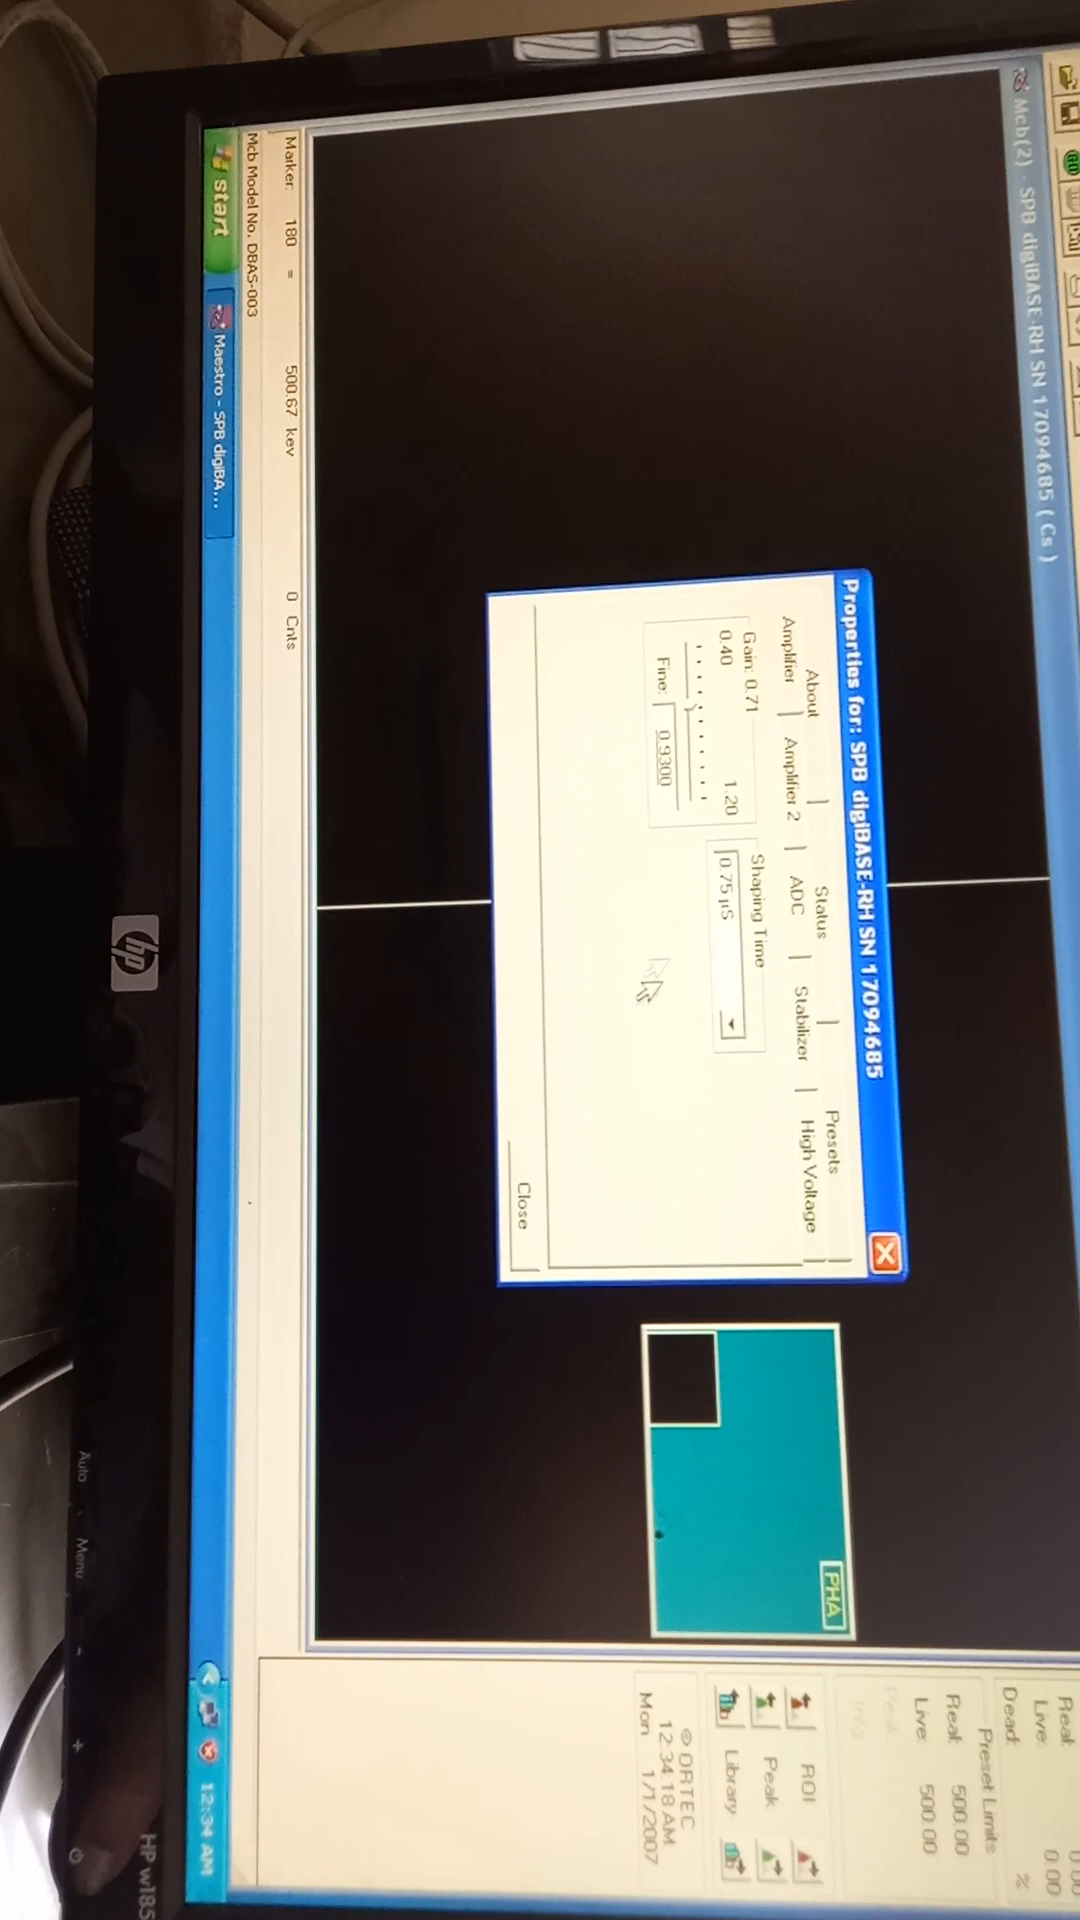 Mcb(2) - SPB digiBASE-RH SN 17094685 ( Cs )
Properties for: SPB digiBASE-RH SN 17094685
About
Status
Presets
Amplifier
Amplifier 2
ADC
Stabilizer
High Voltage
Gain: 0.71
0.40
1.20
Fine:
0.9300
Shaping Time
0.75 µS
Close
PHA
Real:
0.00
Live:
0.00
Dead:
%
Preset Limits
Real:
500.00
Live:
500.00
Peak:
Intg:
ROI
Peak
Library
© ORTEC
12:34:18 AM
Mon 1/1/2007
Marker: 180 = 500.67 kev 0 Cnts
Mcb Model No. DBAS-003
start
Maestro - SPB digiBA...
12:34 AM
hp
Auto
Menu
-
+
HP w185